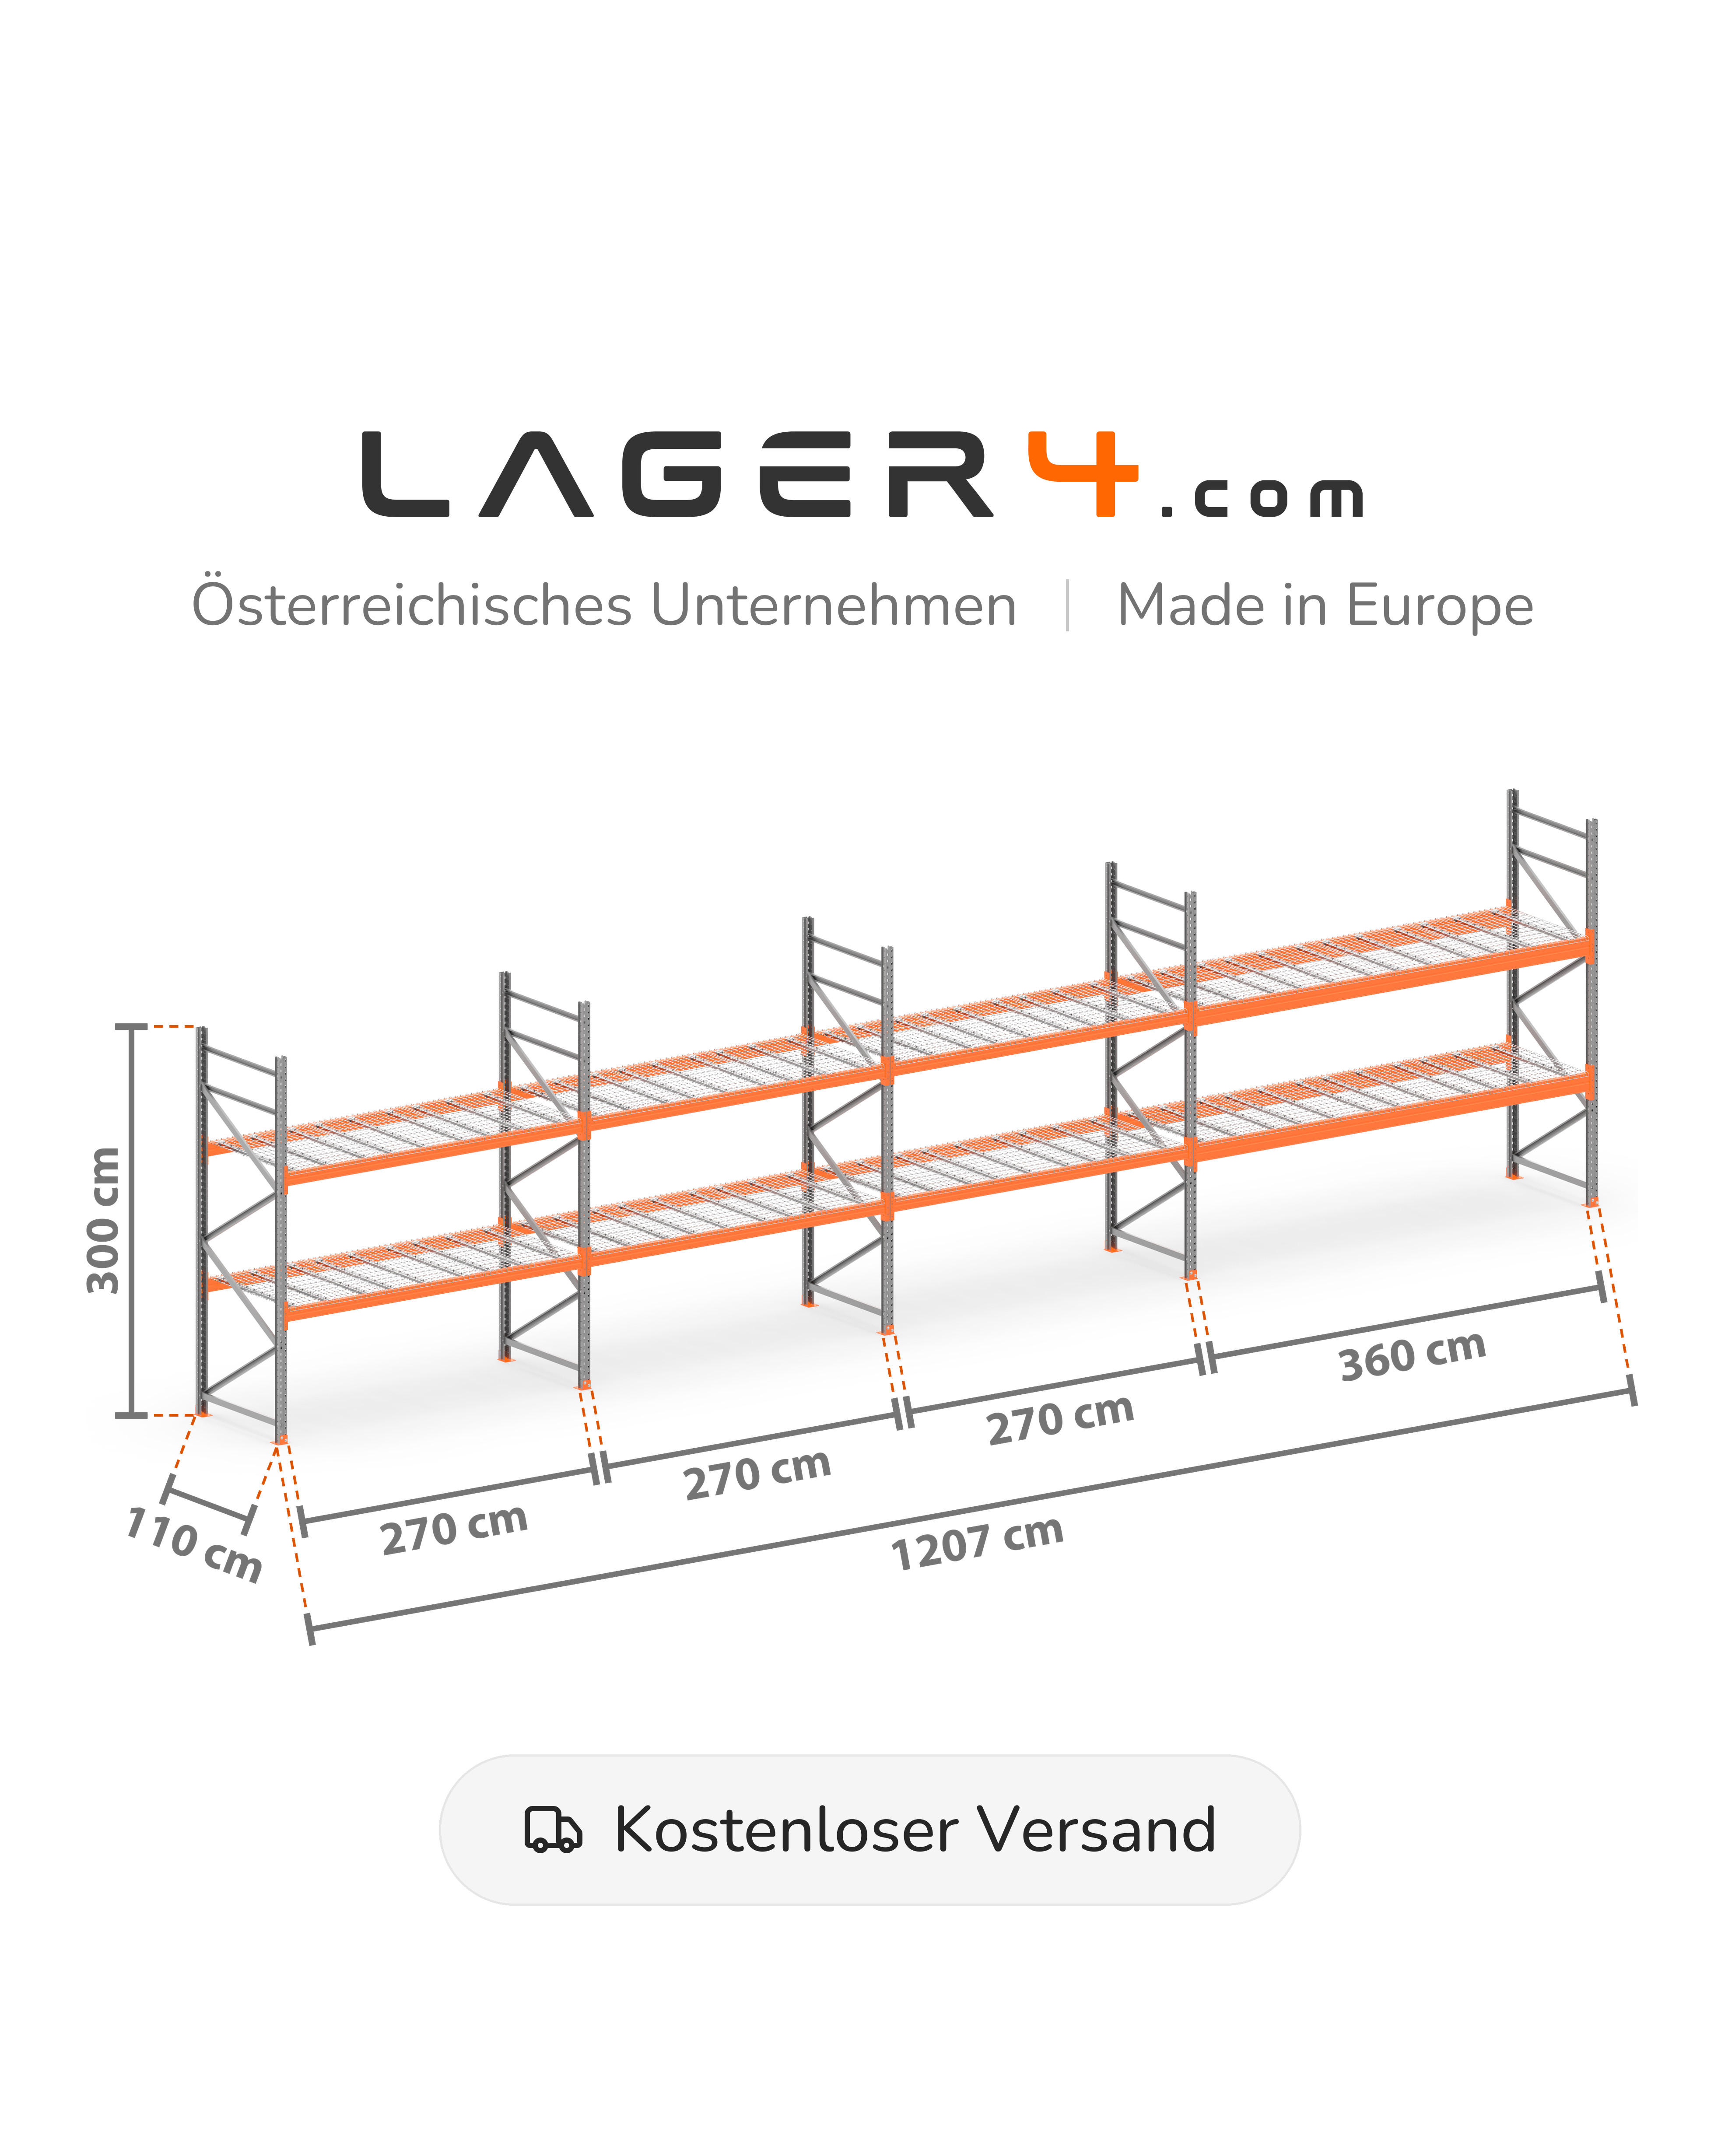 LAGER4.com
Österreichisches Unternehmen | Made in Europe
300 cm
110 cm
270 cm
270 cm
270 cm
360 cm
1207 cm
Kostenloser Versand